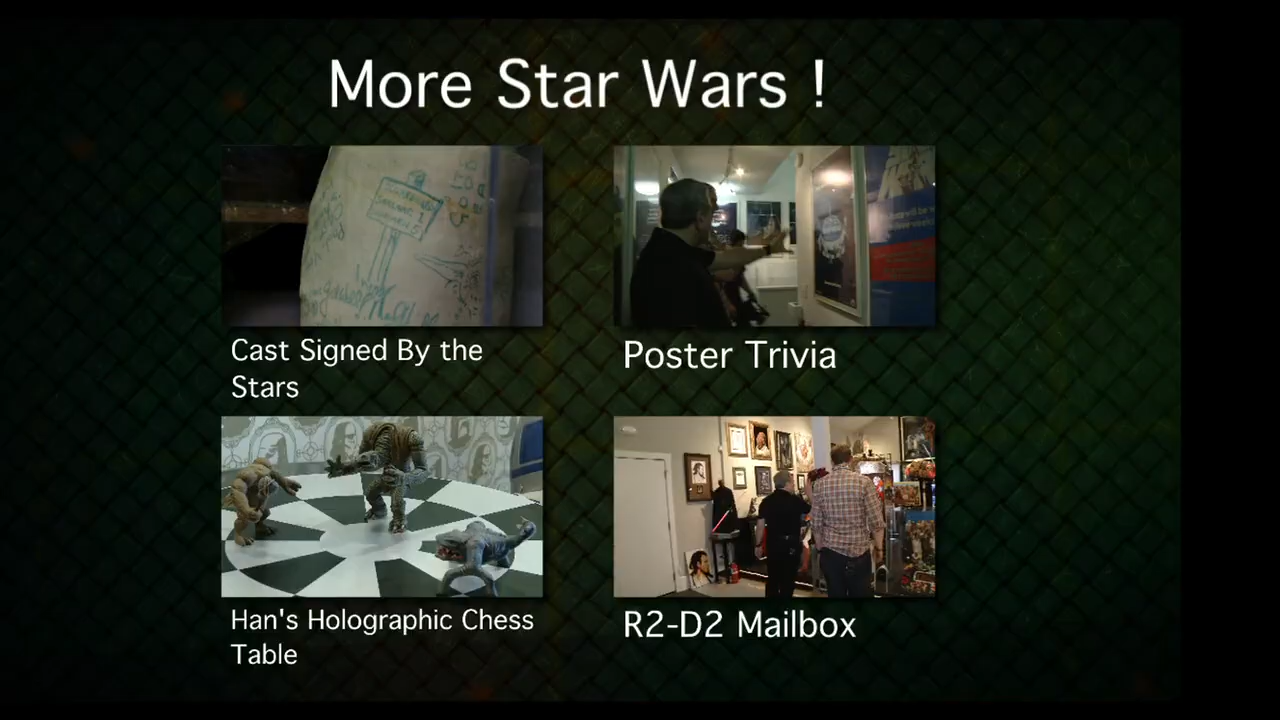 More Star Wars !
Cast Signed By the
Stars
Poster Trivia
Han's Holographic Chess
Table
R2-D2 Mailbox